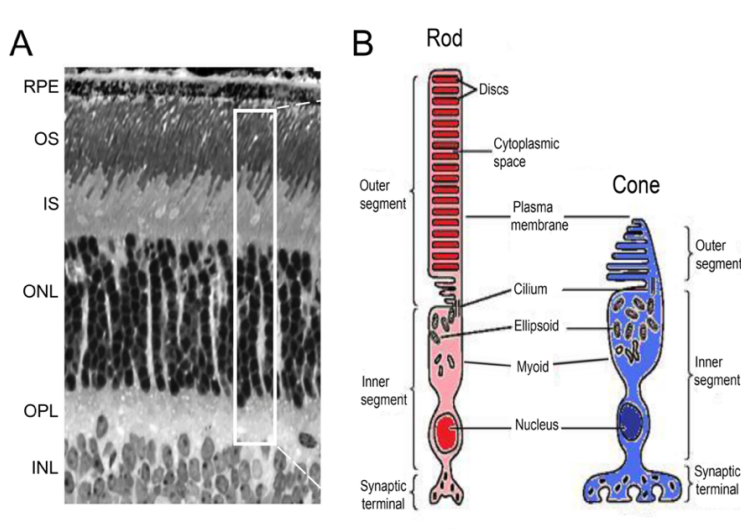 A
RPE
OS
IS
ONL
OPL
INL
B
Rod
Discs
Cytoplasmic
space
Outer
segment
Plasma
membrane
Cone
Outer
segment
Cilium
Ellipsoid
Myoid
Inner
segment
Inner
segment
Nucleus
Synaptic
terminal
Synaptic
terminal